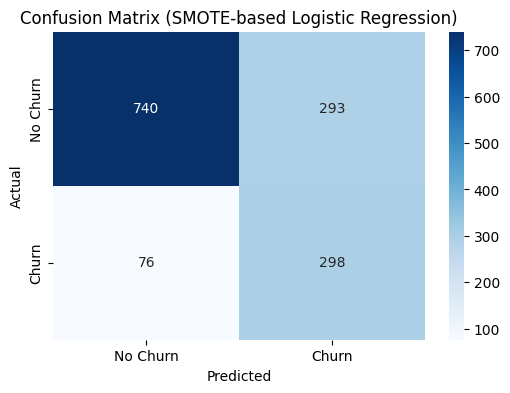 Confusion Matrix (SMOTE-based Logistic Regression)
No Churn
740
293
Churn
76
298
Actual
No Churn
Churn
Predicted
700
600
500
400
300
200
100